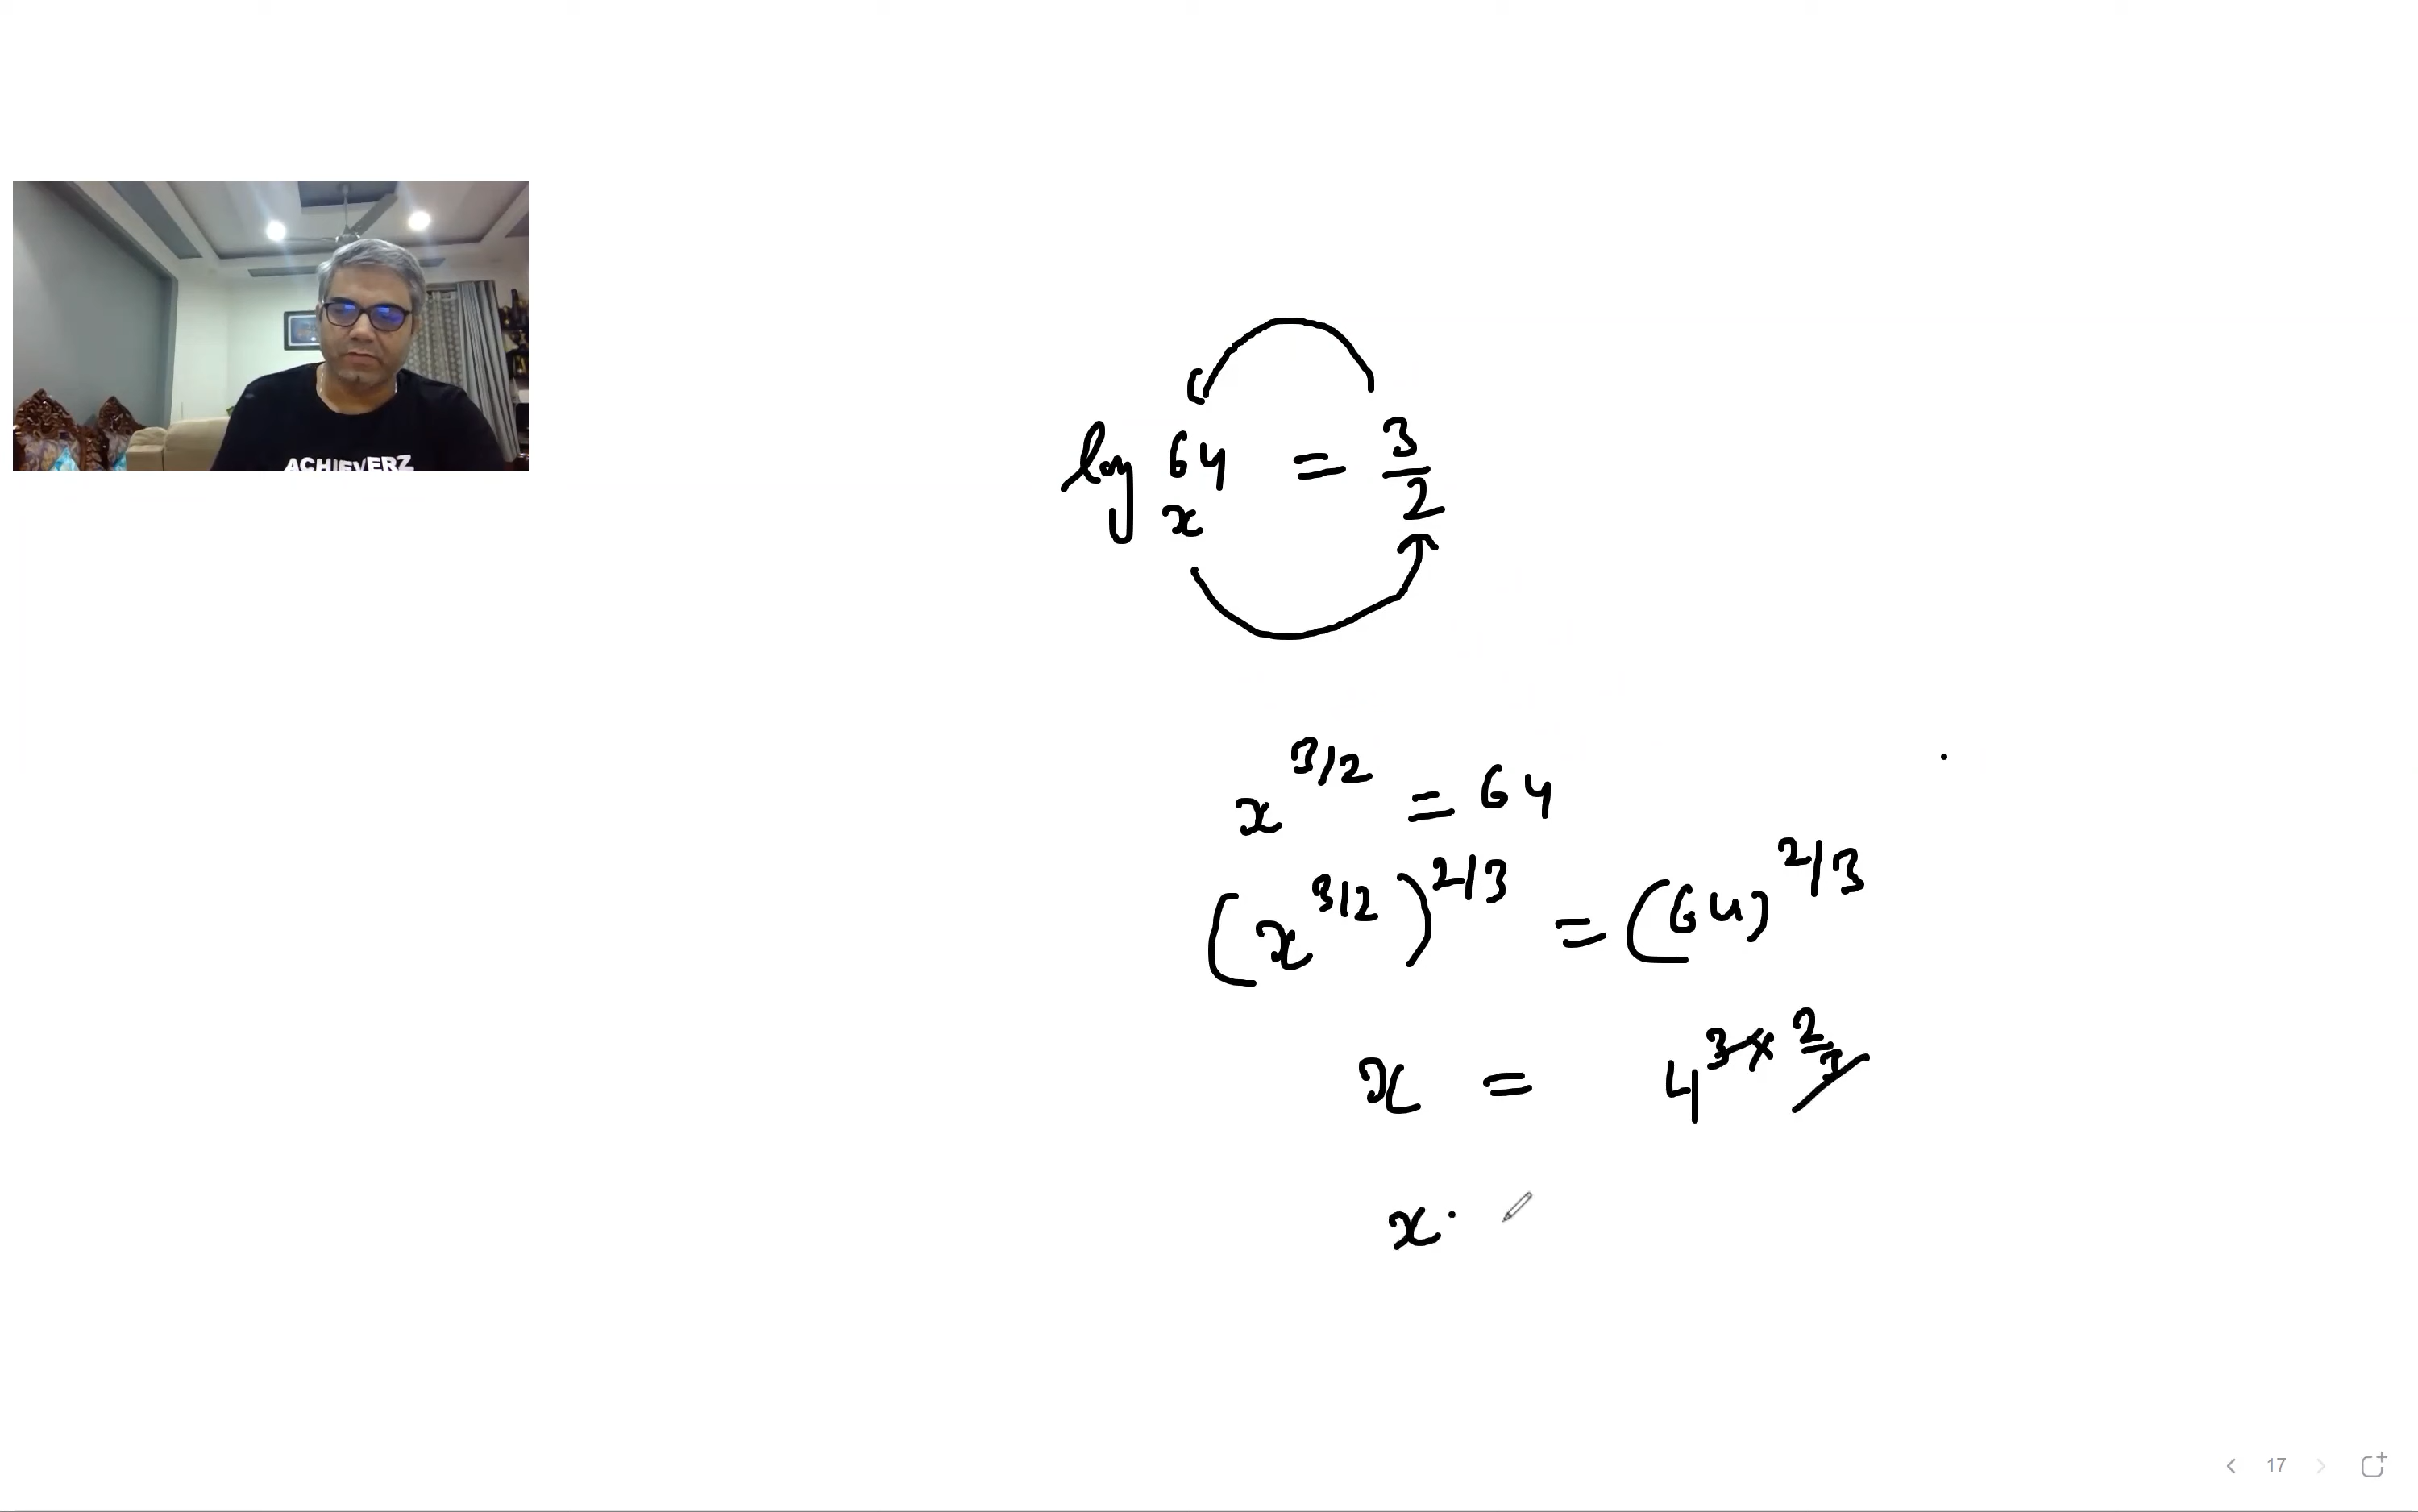 ACHIEVERZ
log 64 = 3/2
x
x^3/2 = 64
(x^3/2)^2/3 = (64)^2/3
x = 4^3×2/3
x
17